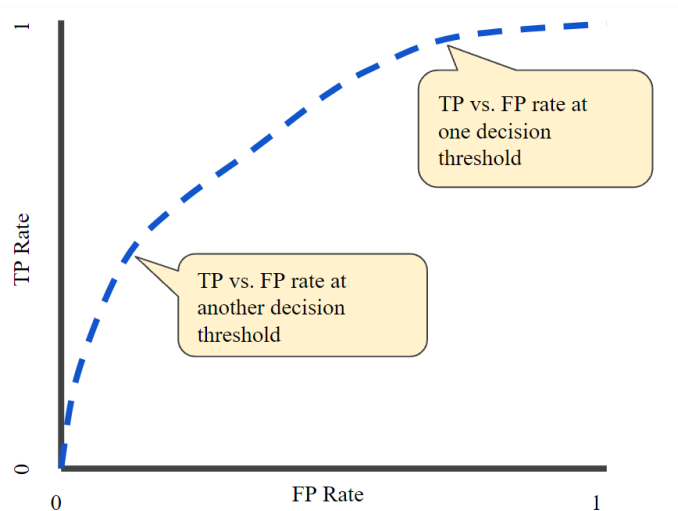 1
TP vs. FP rate at
one decision
threshold
TP Rate
TP vs. FP rate at
another decision
threshold
0
0
FP Rate
1